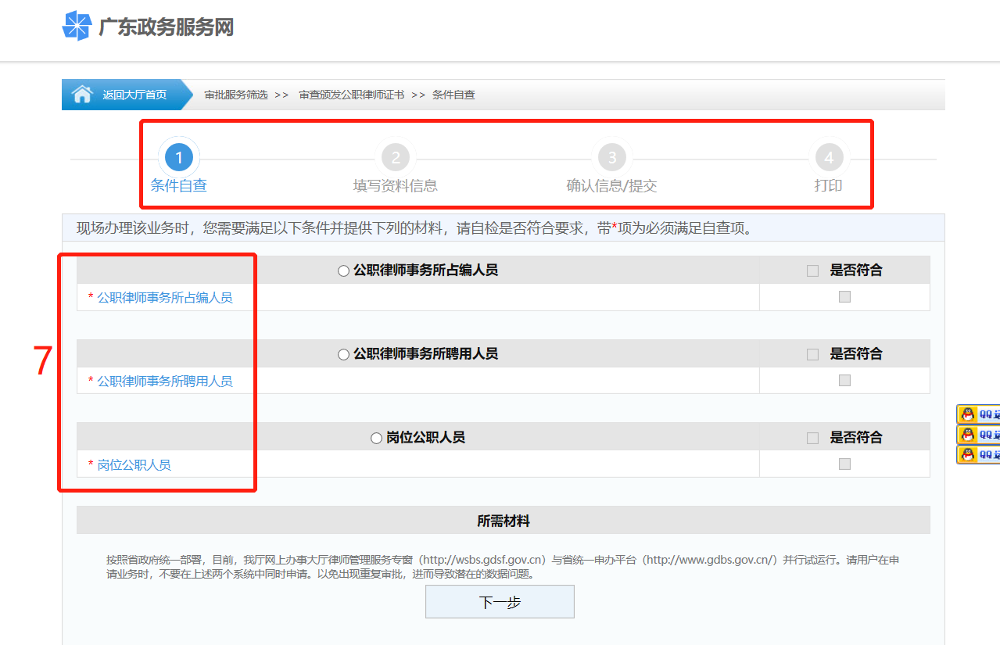 广东政务服务网
返回大厅首页 审批服务筛选 >> 审查颁发公职律师证书 >> 条件自查
1 2 3 4
条件自查 填写资料信息 确认信息/提交 打印
现场办理该业务时，您需要满足以下条件并提供下列的材料，请自检是否符合要求，带*项为必须满足自查项。
公职律师事务所占编人员 是否符合
* 公职律师事务所占编人员
7
公职律师事务所聘用人员 是否符合
* 公职律师事务所聘用人员
岗位公职人员 是否符合
* 岗位公职人员
QQ
QQ
QQ
所需材料
按照省政府统一部署，目前，我厅网上办事大厅律师管理服务专窗（http://wsbs.gdsf.gov.cn）与省统一申办平台（http://www.gdbs.gov.cn/）并行试运行。请用户在申
请业务时，不要在上述两个系统中同时申请。以免出现重复审批，进而导致潜在的数据问题。
下一步